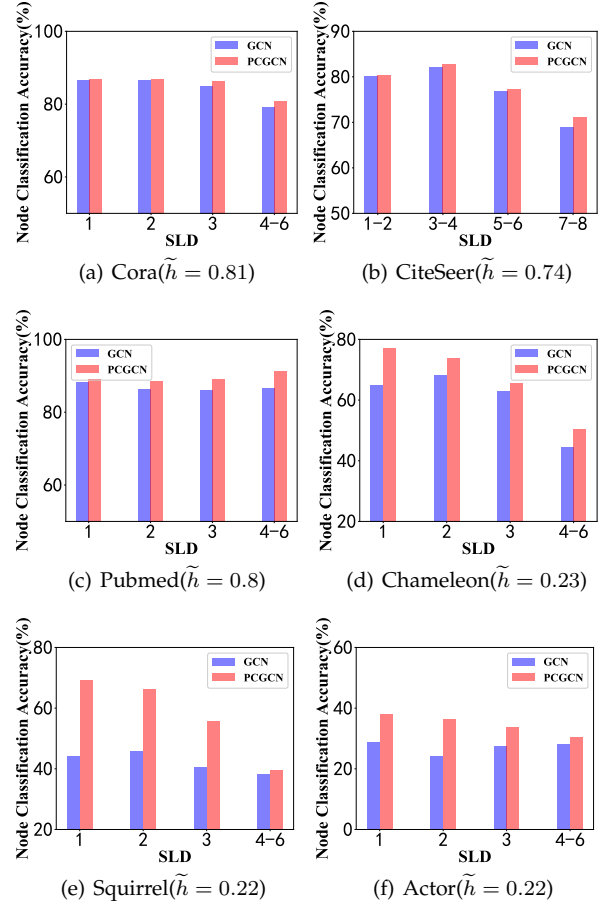 Node Classification Accuracy(%)
100
80
60
GCN
PCGCN
1 2 3 4-6
SLD
(a) Cora(h̃ = 0.81)
Node Classification Accuracy(%)
90
80
70
60
50
GCN
PCGCN
1-2 3-4 5-6 7-8
SLD
(b) CiteSeer(h̃ = 0.74)
Node Classification Accuracy(%)
100
80
60
GCN
PCGCN
1 2 3 4-6
SLD
(c) Pubmed(h̃ = 0.8)
Node Classification Accuracy(%)
80
60
40
20
GCN
PCGCN
1 2 3 4-6
SLD
(d) Chameleon(h̃ = 0.23)
Node Classification Accuracy(%)
80
60
40
20
GCN
PCGCN
1 2 3 4-6
SLD
(e) Squirrel(h̃ = 0.22)
Node Classification Accuracy(%)
60
40
20
0
GCN
PCGCN
1 2 3 4-6
SLD
(f) Actor(h̃ = 0.22)